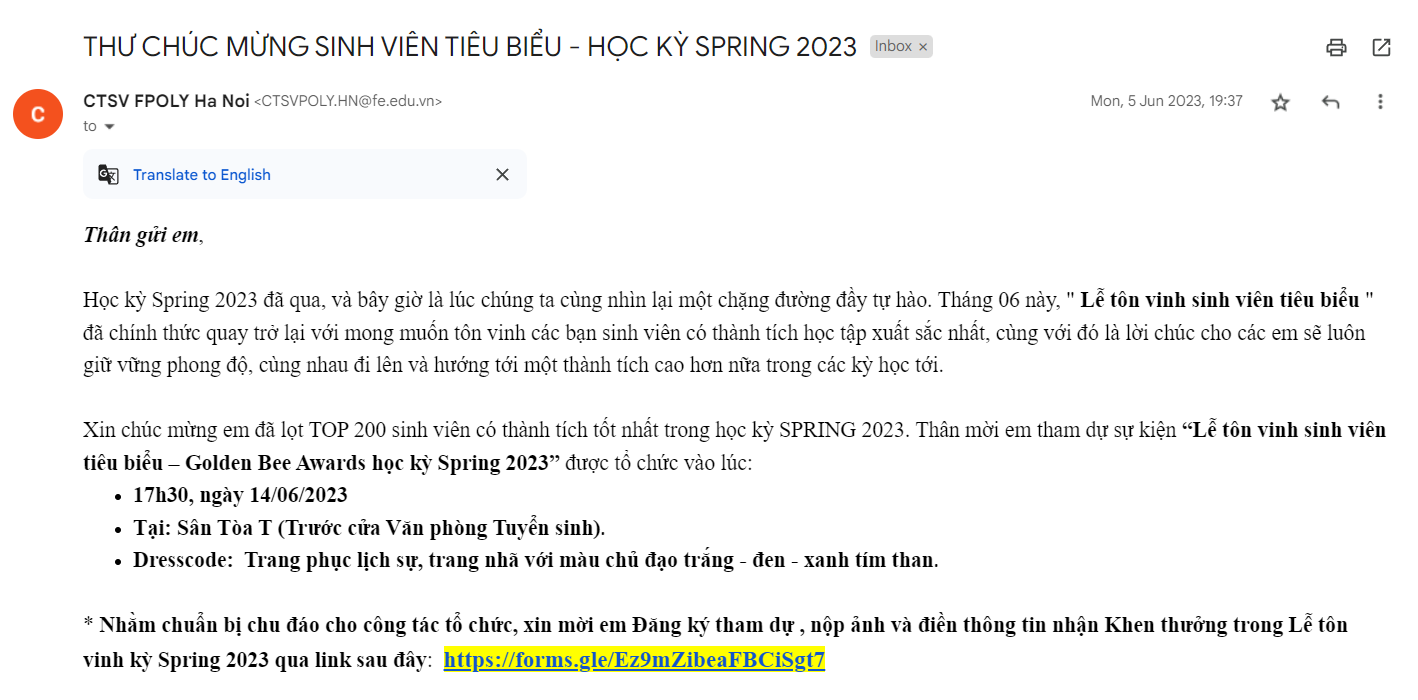 THƯ CHÚC MỪNG SINH VIÊN TIÊU BIỂU - HỌC KỲ SPRING 2023 Inbox ×
C
CTSV FPOLY Ha Noi <CTSVPOLY.HN@fe.edu.vn>
Mon, 5 Jun 2023, 19:37
to
Translate to English
Thân gửi em,
Học kỳ Spring 2023 đã qua, và bây giờ là lúc chúng ta cùng nhìn lại một chặng đường đầy tự hào. Tháng 06 này, " Lễ tôn vinh sinh viên tiêu biểu "
đã chính thức quay trở lại với mong muốn tôn vinh các bạn sinh viên có thành tích học tập xuất sắc nhất, cùng với đó là lời chúc cho các em sẽ luôn
giữ vững phong độ, cùng nhau đi lên và hướng tới một thành tích cao hơn nữa trong các kỳ học tới.
Xin chúc mừng em đã lọt TOP 200 sinh viên có thành tích tốt nhất trong học kỳ SPRING 2023. Thân mời em tham dự sự kiện “Lễ tôn vinh sinh viên
tiêu biểu – Golden Bee Awards học kỳ Spring 2023” được tổ chức vào lúc:
• 17h30, ngày 14/06/2023
• Tại: Sân Tòa T (Trước cửa Văn phòng Tuyển sinh).
• Dresscode: Trang phục lịch sự, trang nhã với màu chủ đạo trắng - đen - xanh tím than.
* Nhằm chuẩn bị chu đáo cho công tác tổ chức, xin mời em Đăng ký tham dự , nộp ảnh và điền thông tin nhận Khen thưởng trong Lễ tôn
vinh kỳ Spring 2023 qua link sau đây: https://forms.gle/Ez9mZibeaFBCiSgt7